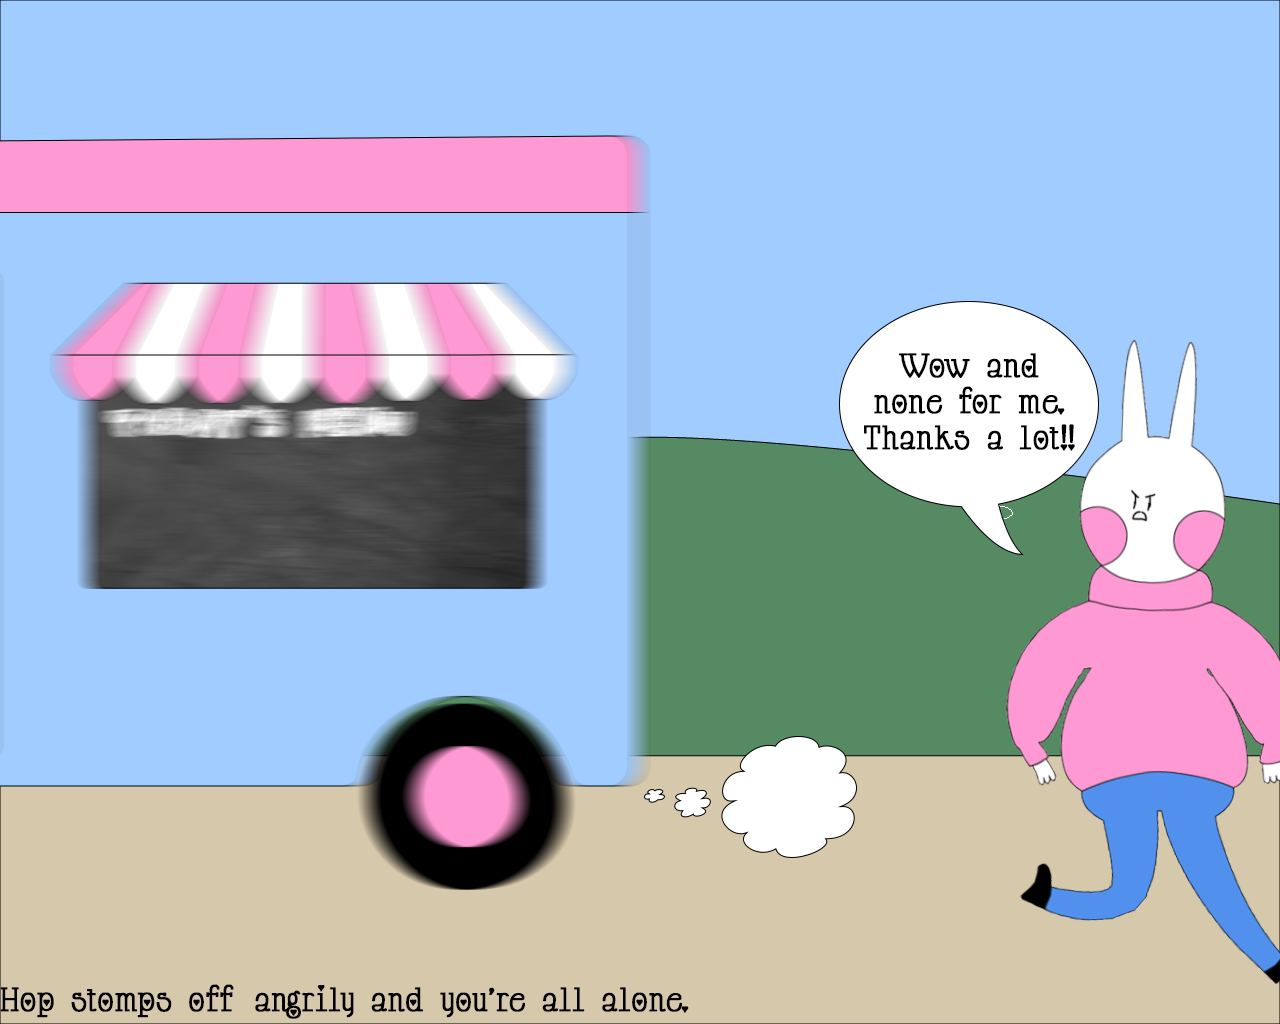 Wow and
none for me.
Thanks a lot!!
Hop stomps off angrily and you're all alone.